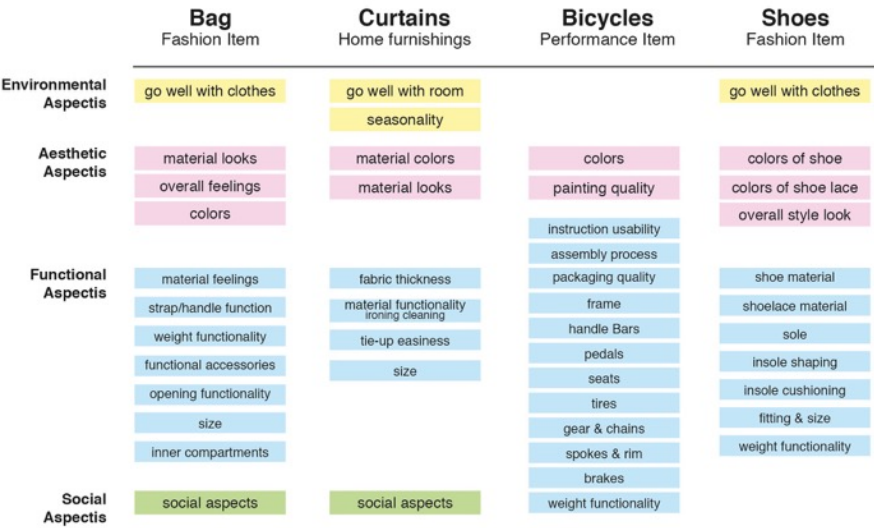 Bag
Fashion Item
Curtains
Home furnishings
Bicycles
Performance Item
Shoes
Fashion Item
Environmental
Aspectis
go well with clothes
go well with room
seasonality
go well with clothes
Aesthetic
Aspectis
material looks
overall feelings
colors
material colors
material looks
colors
painting quality
colors of shoe
colors of shoe lace
overall style look
Functional
Aspectis
material feelings
strap/handle function
weight functionality
functional accessories
opening functionality
size
inner compartments
fabric thickness
material functionality
ironing cleaning
tie-up easiness
size
instruction usability
assembly process
packaging quality
frame
handle Bars
pedals
seats
tires
gear & chains
spokes & rim
brakes
weight functionality
shoe material
shoelace material
sole
insole shaping
insole cushioning
fitting & size
weight functionality
Social
Aspectis
social aspects
social aspects